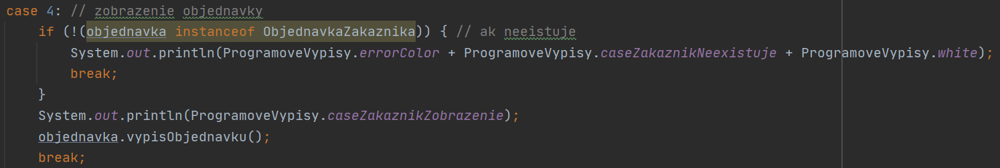 case 4: // zobrazenie objednavky
if (!(objednavka instanceof ObjednavkaZakaznika)) { // ak neeistuje
System.out.println(ProgramoveVypisy.errorColor + ProgramoveVypisy.caseZakaznikNeexistuje + ProgramoveVypisy.white);
break;
}
System.out.println(ProgramoveVypisy.caseZakaznikZobrazenie);
objednavka.vypisObjednavku();
break;